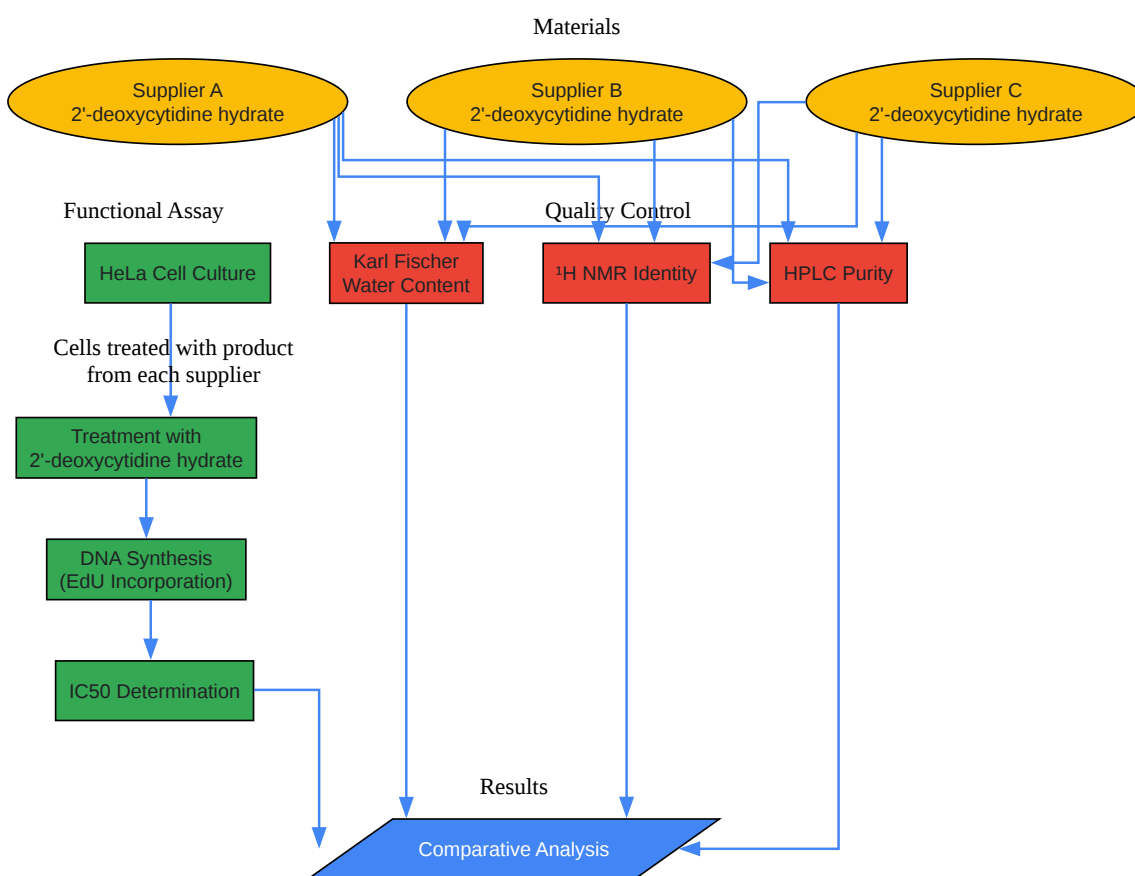 Materials
Supplier A
2'-deoxycytidine hydrate
Supplier B
2'-deoxycytidine hydrate
Supplier C
2'-deoxycytidine hydrate
Functional Assay
Quality Control
HeLa Cell Culture
Karl Fischer
Water Content
¹H NMR Identity
HPLC Purity
Cells treated with product
from each supplier
Treatment with
2'-deoxycytidine hydrate
DNA Synthesis
(EdU Incorporation)
IC50 Determination
Results
Comparative Analysis